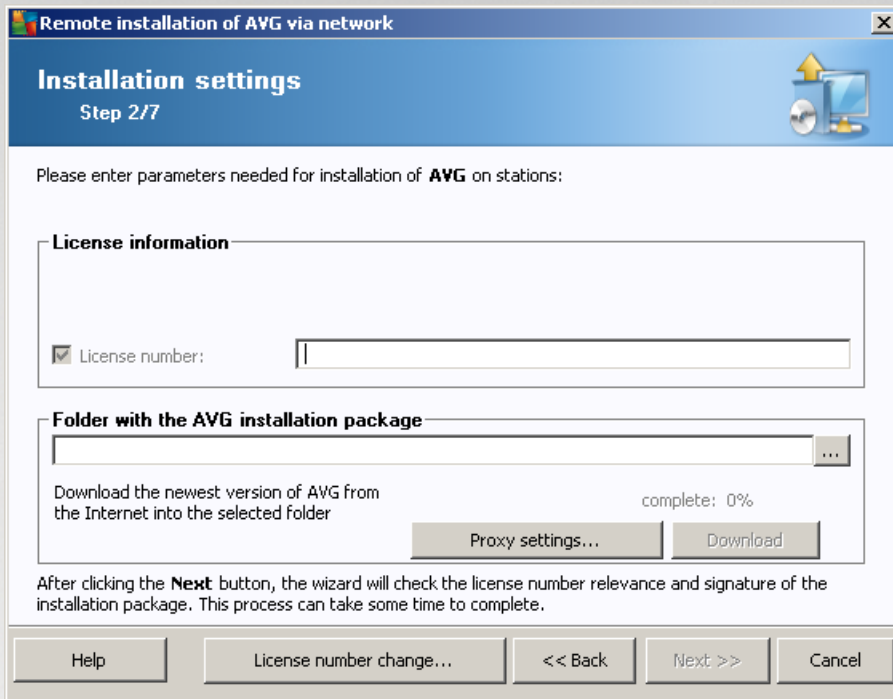 Remote installation of AVG via network
Installation settings
Step 2/7
Please enter parameters needed for installation of AVG on stations:
License information
License number:
Folder with the AVG installation package
...
Download the newest version of AVG from
the Internet into the selected folder
complete: 0%
Proxy settings...
Download
After clicking the Next button, the wizard will check the license number relevance and signature of the
installation package. This process can take some time to complete.
Help
License number change...
<< Back
Next >>
Cancel